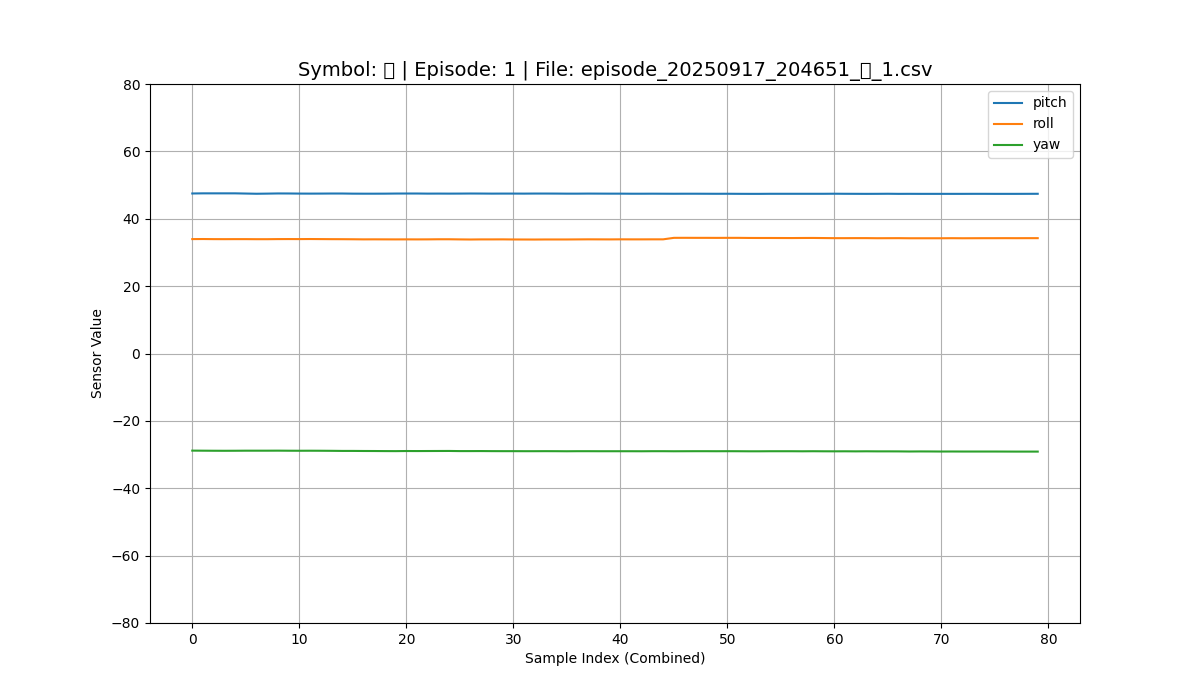 Symbol: | Episode: 1 | File: episode_20250917_204651_ _1.csv
80
60
40
20
0
−20
−40
−60
−80
Sensor Value
pitch
roll
yaw
0 10 20 30 40 50 60 70 80
Sample Index (Combined)